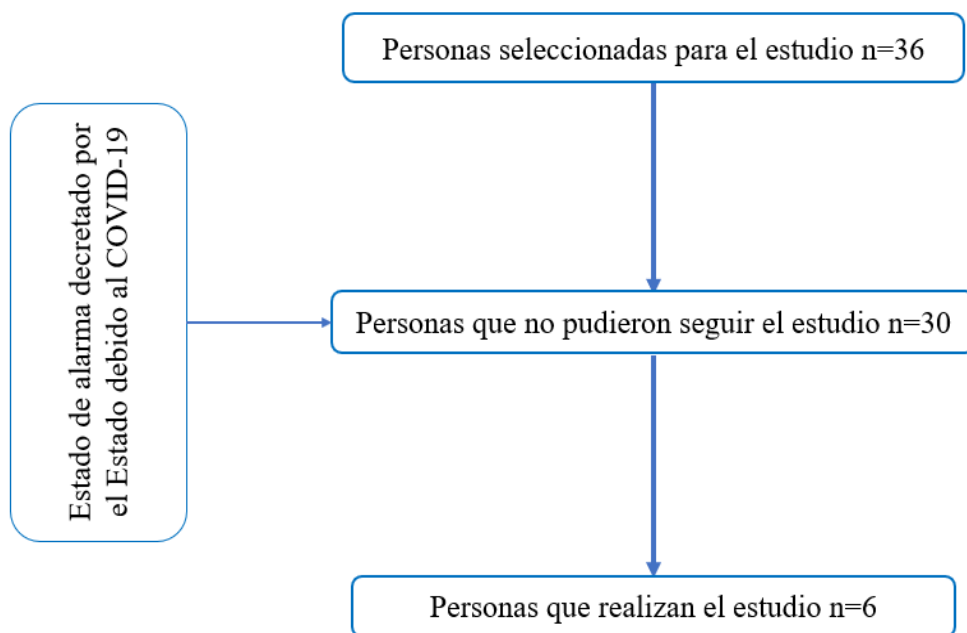 Personas seleccionadas para el estudio n=36
Estado de alarma decretado por
el Estado debido al COVID-19
Personas que no pudieron seguir el estudio n=30
Personas que realizan el estudio n=6